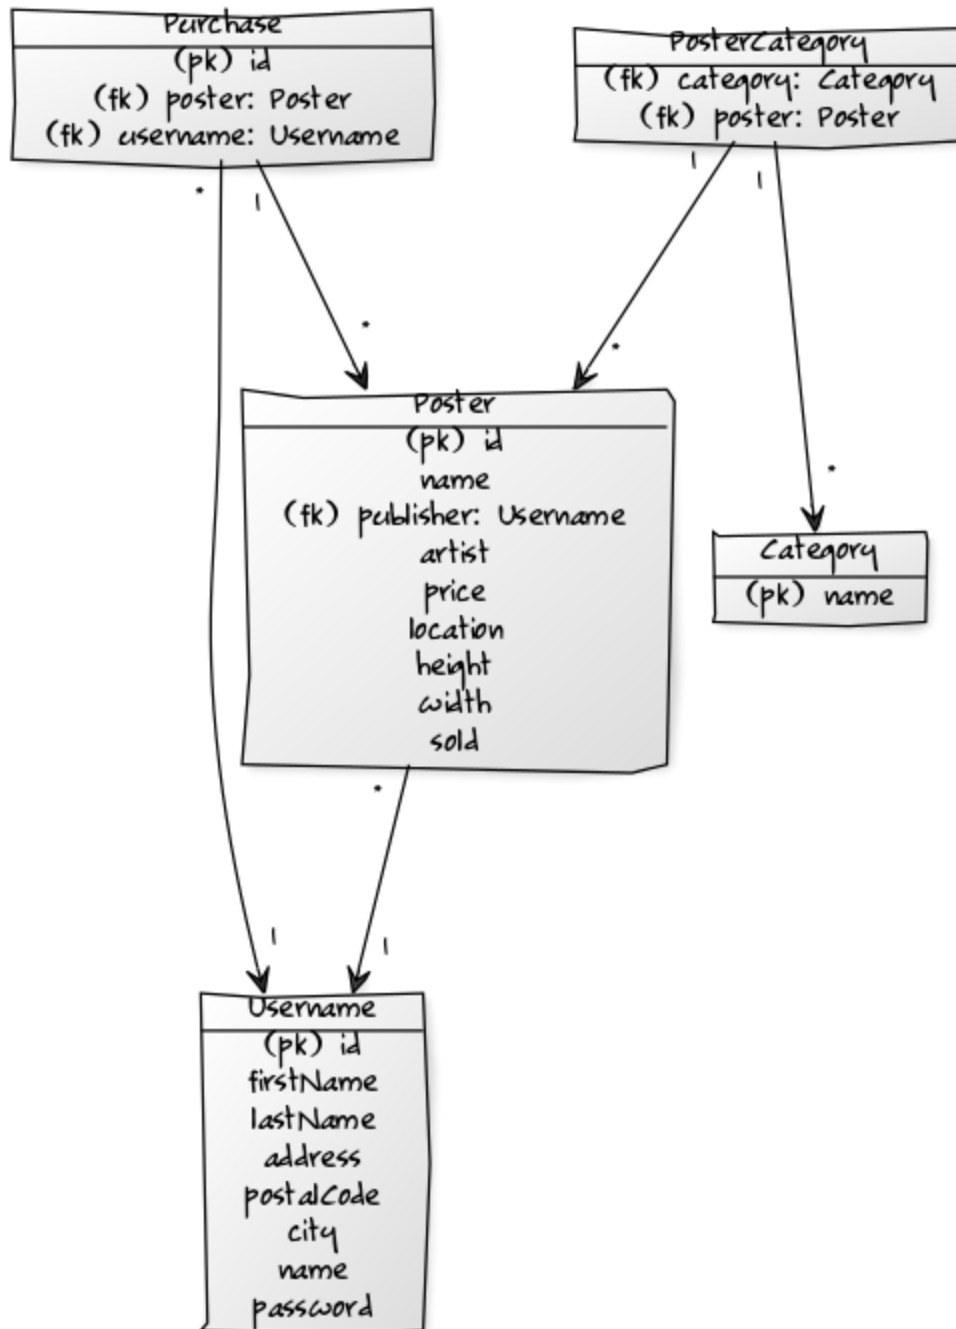 Purchase
(pk) id
(fk) poster: Poster
(fk) username: Username
PosterCategory
(fk) category: Category
(fk) poster: Poster
*
1
1
1
*
*
*
Poster
(pk) id
name
(fk) publisher: Username
artist
price
location
height
width
sold
Category
(pk) name
*
1
1
Username
(pk) id
firstName
lastName
address
postalCode
city
name
password